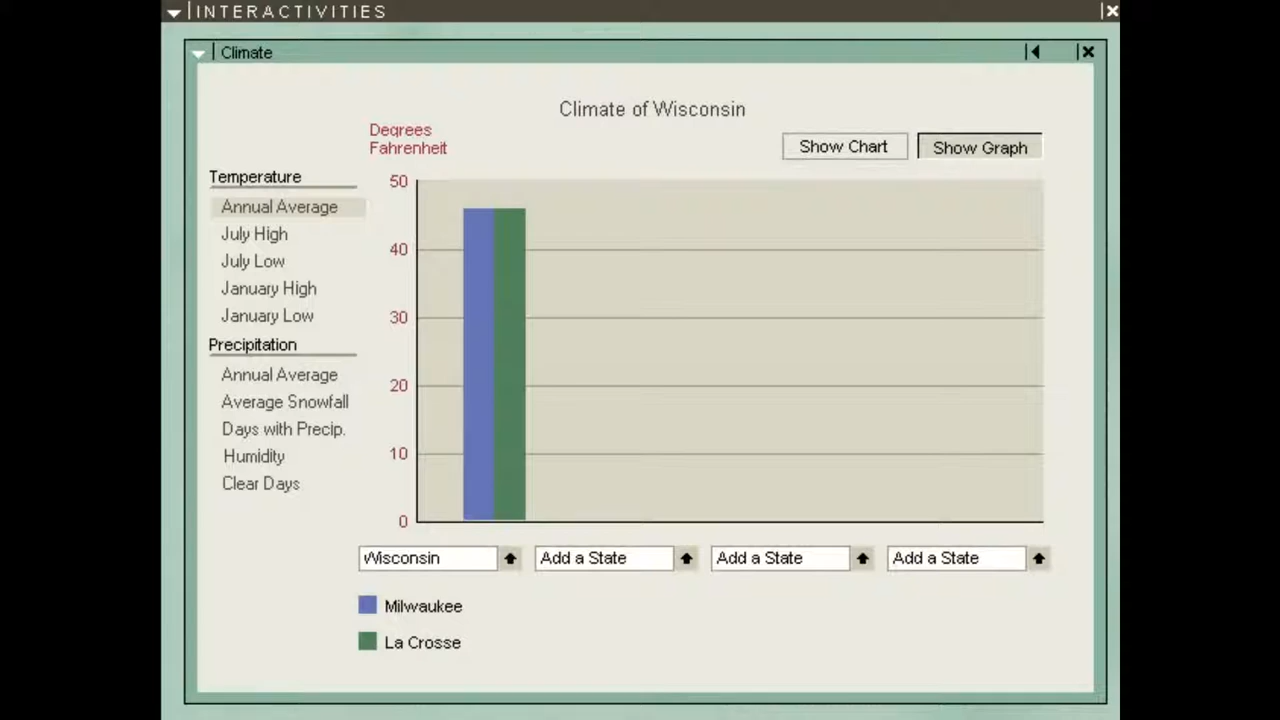 INTERACTIVITIES
Climate
Climate of Wisconsin
Degrees
Fahrenheit
Show Chart
Show Graph
Temperature
Annual Average
July High
July Low
January High
January Low
Precipitation
Annual Average
Average Snowfall
Days with Precip.
Humidity
Clear Days
50
40
30
20
10
0
Wisconsin
Add a State
Add a State
Add a State
Milwaukee
La Crosse